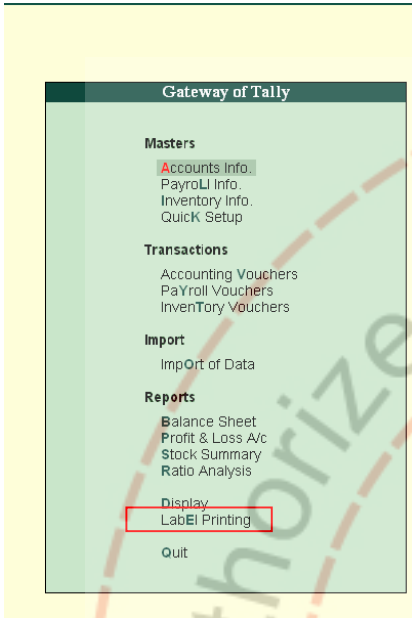 Gateway of Tally
Masters
Accounts Info.
PayroLl Info.
Inventory Info.
QuicK Setup
Transactions
Accounting Vouchers
PaYroll Vouchers
InvenTory Vouchers
Import
ImpOrt of Data
Reports
Balance Sheet
Profit & Loss A/c
Stock Summary
Ratio Analysis
Display
LabEl Printing
Quit
thorize